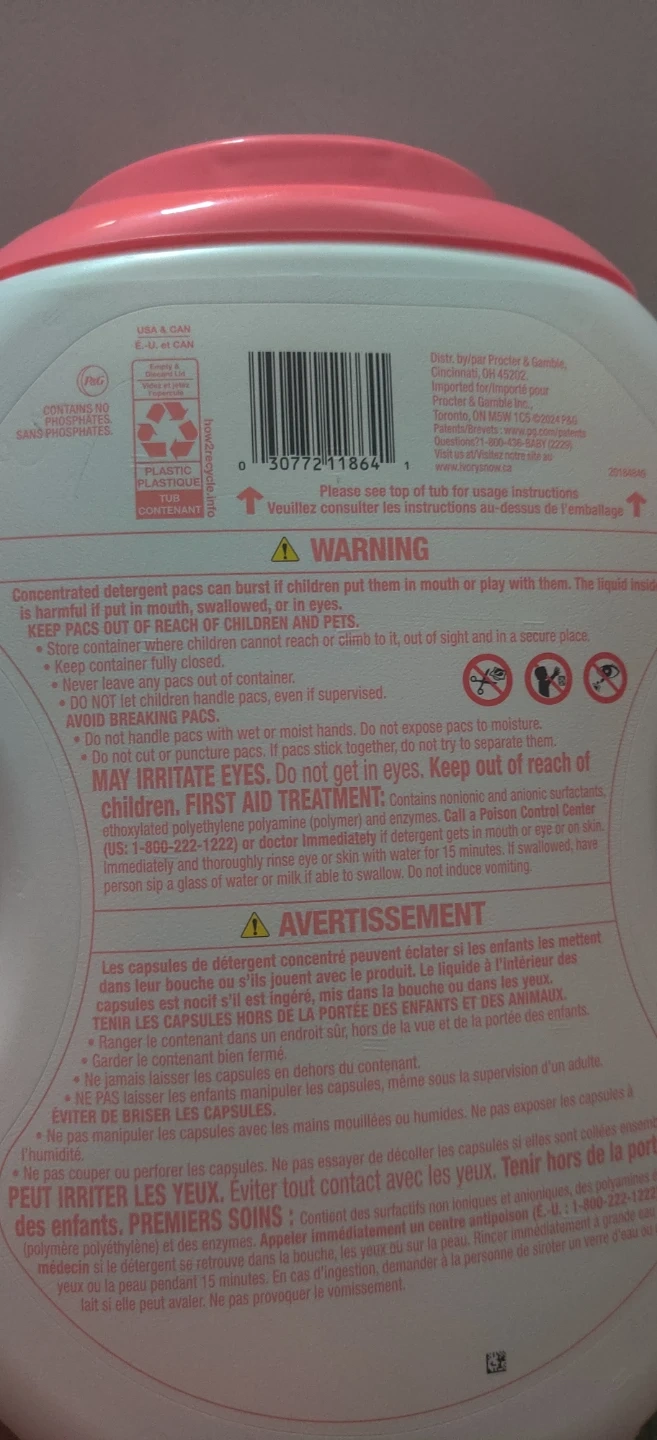 USA & CAN
É.-U. et CAN
Empty &
Discard Lid
Videz et jetez
P&G
CONTAINS NO
PHOSPHATES.
SANS PHOSPHATES.
PLASTIC
PLASTIQUE
TUB
CONTENANT
how2recycle.info
0 30772 11864 1
Distr. by/par Procter & Gamble,
Cincinnati, OH 45202.
Imported for/Importé pour
Procter & Gamble Inc.,
Toronto, ON M5W 1C5 ©2024 P&G
Patents/Brevets : www.pg.com/patents
Questions? 1-800-436-BABY (2229)
Visit us at/Visitez notre site au
www.ivorysnow.ca
20184846
Please see top of tub for usage instructions
Veuillez consulter les instructions au-dessus de l'emballage
WARNING
Concentrated detergent pacs can burst if children put them in mouth or play with them. The liquid inside
is harmful if put in mouth, swallowed, or in eyes.
KEEP PACS OUT OF REACH OF CHILDREN AND PETS.
• Store container where children cannot reach or climb to it, out of sight and in a secure place.
• Keep container fully closed.
• Never leave any pacs out of container.
• DO NOT let children handle pacs, even if supervised.
AVOID BREAKING PACS.
• Do not handle pacs with wet or moist hands. Do not expose pacs to moisture.
• Do not cut or puncture pacs. If pacs stick together, do not try to separate them.
MAY IRRITATE EYES. Do not get in eyes. Keep out of reach of
children. FIRST AID TREATMENT: Contains nonionic and anionic surfactants,
ethoxylated polyethylene polyamine (polymer) and enzymes. Call a Poison Control Center
(US: 1-800-222-1222) or doctor immediately if detergent gets in mouth or eye or on skin.
Immediately and thoroughly rinse eye or skin with water for 15 minutes. If swallowed, have
person sip a glass of water or milk if able to swallow. Do not induce vomiting.
AVERTISSEMENT
Les capsules de détergent concentré peuvent éclater si les enfants les mettent
dans leur bouche ou s'ils jouent avec le produit. Le liquide à l'intérieur des
capsules est nocif s'il est ingéré, mis dans la bouche ou dans les yeux.
TENIR LES CAPSULES HORS DE LA PORTÉE DES ENFANTS ET DES ANIMAUX.
• Ranger le contenant dans un endroit sûr, hors de la vue et de la portée des enfants.
• Garder le contenant bien fermé.
• Ne jamais laisser les capsules en dehors du contenant.
• NE PAS laisser les enfants manipuler les capsules, même sous la supervision d'un adulte.
ÉVITER DE BRISER LES CAPSULES.
• Ne pas manipuler les capsules avec les mains mouillées ou humides. Ne pas exposer les capsules à
l'humidité.
• Ne pas couper ou perforer les capsules. Ne pas essayer de décoller les capsules si elles sont collées ensemb
PEUT IRRITER LES YEUX. Éviter tout contact avec les yeux. Tenir hors de la port
des enfants. PREMIERS SOINS : Contient des surfactifs non ioniques et anioniques, des polyamines
(polymère polyéthylène) et des enzymes. Appeler immédiatement un centre antipoison (É.-U. : 1-800-222-1222
médecin si le détergent se retrouve dans la bouche, les yeux ou sur la peau. Rincer immédiatement à grande eau
yeux ou la peau pendant 15 minutes. En cas d'ingestion, demander à la personne de siroter un verre d'eau ou
lait si elle peut avaler. Ne pas provoquer le vomissement.